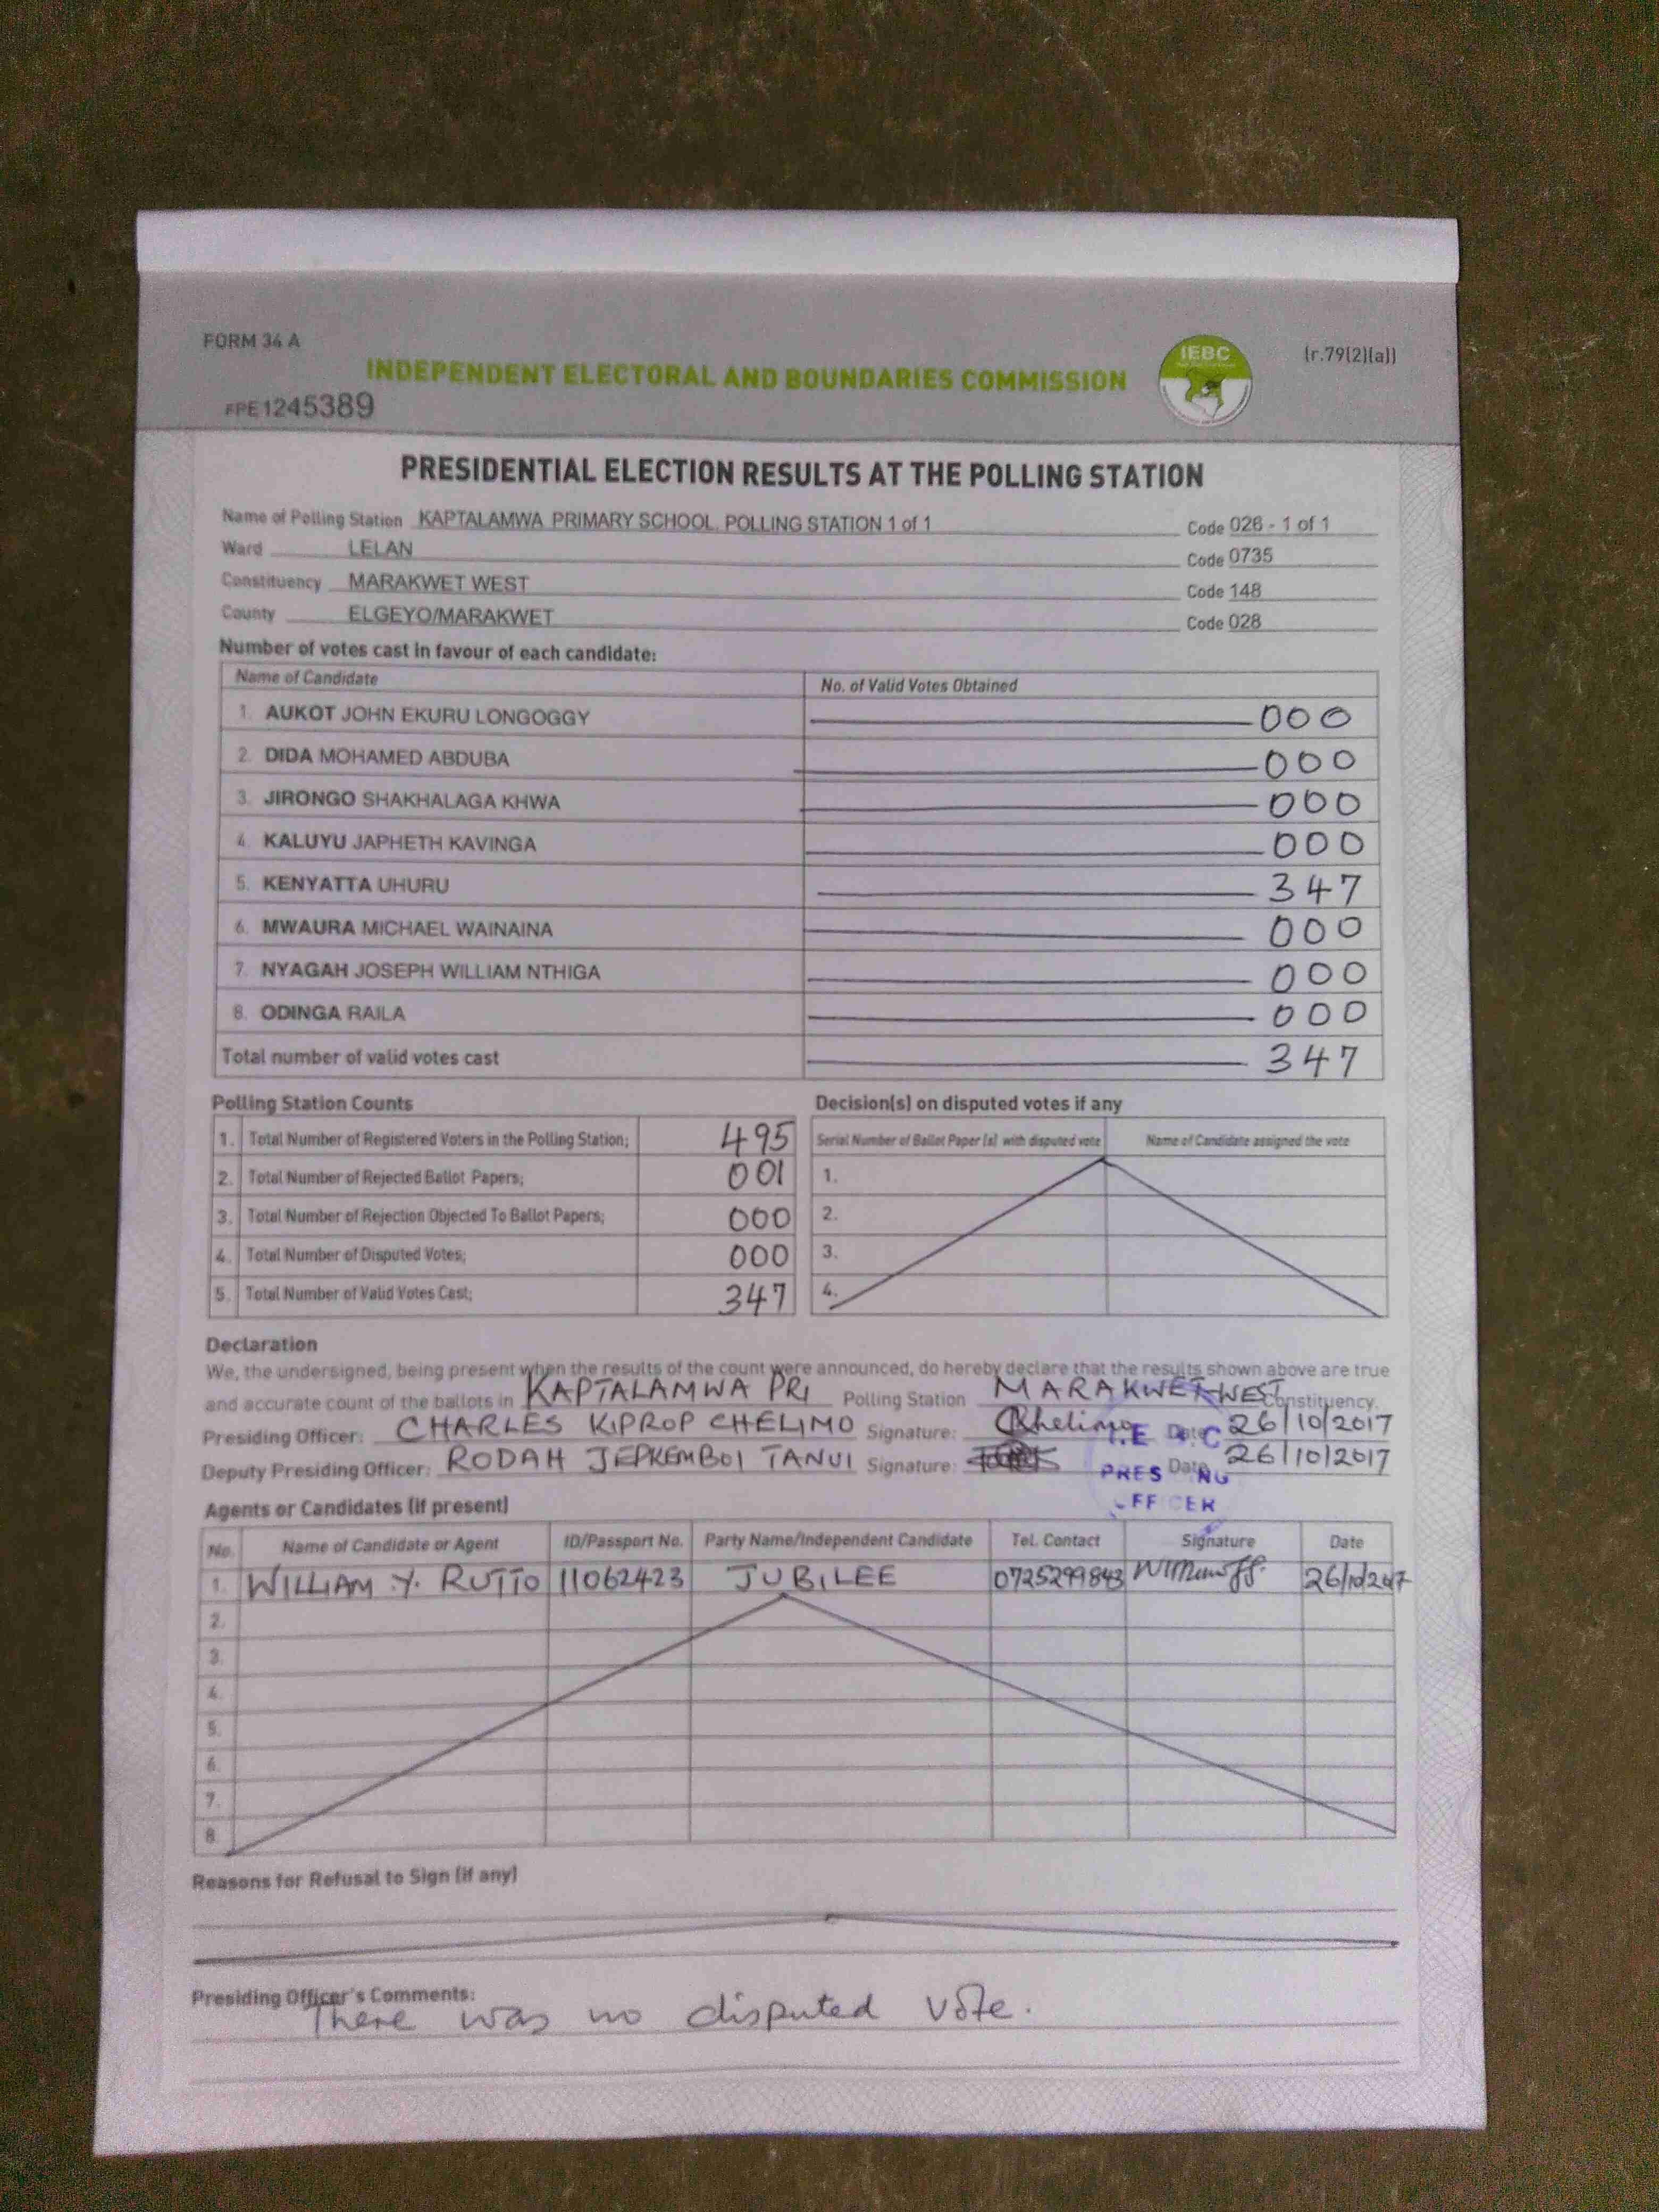 FORM 34 A
(r.79(2)(a))
IEBC
INDEPENDENT ELECTORAL AND BOUNDARIES COMMISSION
FPE1245389
PRESIDENTIAL ELECTION RESULTS AT THE POLLING STATION
Name of Polling Station KAPTALAMWA PRIMARY SCHOOL POLLING STATION 1 of 1 Code 026 - 1 of 1
Ward LELAN Code 0735
Constituency MARAKWET WEST Code 148
County ELGEYO/MARAKWET Code 028
Number of votes cast in favour of each candidate:
Name of Candidate No. of Valid Votes Obtained
1. AUKOT JOHN EKURU LONGOGGY 000
2. DIDA MOHAMED ABDUBA 000
3. JIRONGO SHAKHALAGA KHWA 000
4. KALUYU JAPHETH KAVINGA 000
5. KENYATTA UHURU 347
6. MWAURA MICHAEL WAINAINA 000
7. NYAGAH JOSEPH WILLIAM NTHIGA 000
8. ODINGA RAILA 000
Total number of valid votes cast 347
Polling Station Counts
1. Total Number of Registered Voters in the Polling Station; 495
2. Total Number of Rejected Ballot Papers; 001
3. Total Number of Rejection Objected To Ballot Papers; 000
4. Total Number of Disputed Votes; 000
5. Total Number of Valid Votes Cast; 347
Decision(s) on disputed votes if any
Serial Number of Ballot Paper (s) with disputed vote Name of Candidate assigned the vote
1.
2.
3.
4.
Declaration
We, the undersigned, being present when the results of the count were announced, do hereby declare that the results shown above are true
and accurate count of the ballots in KAPTALAMWA PRI Polling Station MARAKWET WEST Constituency.
Presiding Officer: CHARLES KIPROP CHELIMO Signature: Chelimo Date 26/10/2017
Deputy Presiding Officer: RODAH JEPKEMBOI TANUI Signature: Date 26/10/2017
Agents or Candidates (if present)
No. Name of Candidate or Agent ID/Passport No. Party Name/Independent Candidate Tel. Contact Signature Date
1. WILLIAM Y. RUTTO 11062423 JUBILEE 0725299843 26/10/2017
2.
3.
4.
5.
6.
7.
8.
Reasons for Refusal to Sign (if any)
Presiding Officer's Comments:
There was no disputed vote.